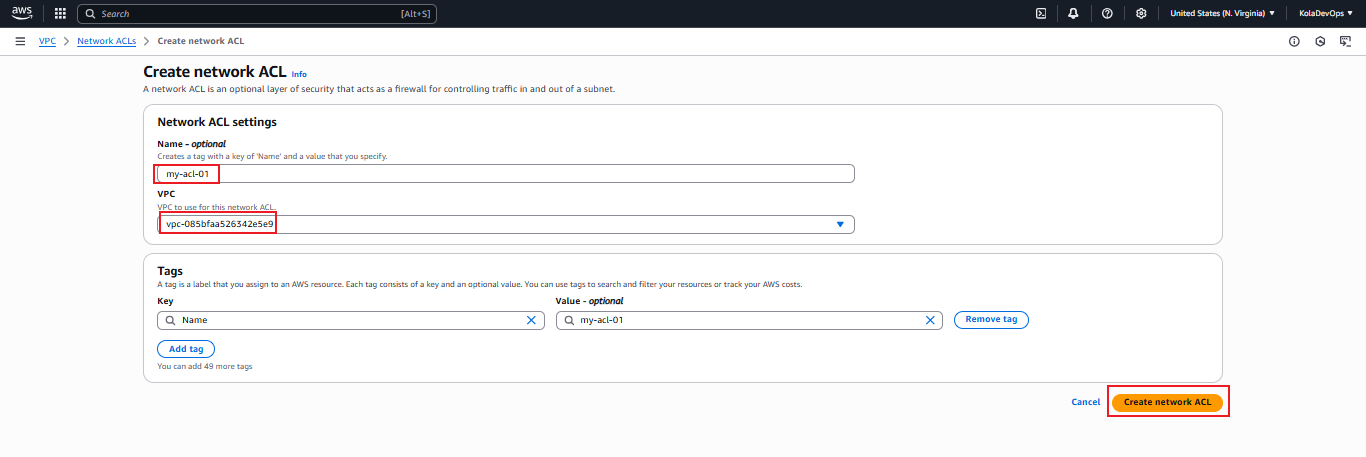 aws Search [Alt+S] United States (N. Virginia) KolaDevOps
VPC Network ACLs Create network ACL
Create network ACL Info
A network ACL is an optional layer of security that acts as a firewall for controlling traffic in and out of a subnet.
Network ACL settings
Name - optional
Creates a tag with a key of 'Name' and a value that you specify.
my-acl-01
VPC
VPC to use for this network ACL.
vpc-085bfaa526342e5e9
Tags
A tag is a label that you assign to an AWS resource. Each tag consists of a key and an optional value. You can use tags to search and filter your resources or track your AWS costs.
Key Value - optional
Name my-acl-01 Remove tag
Add tag
You can add 49 more tags
Cancel Create network ACL